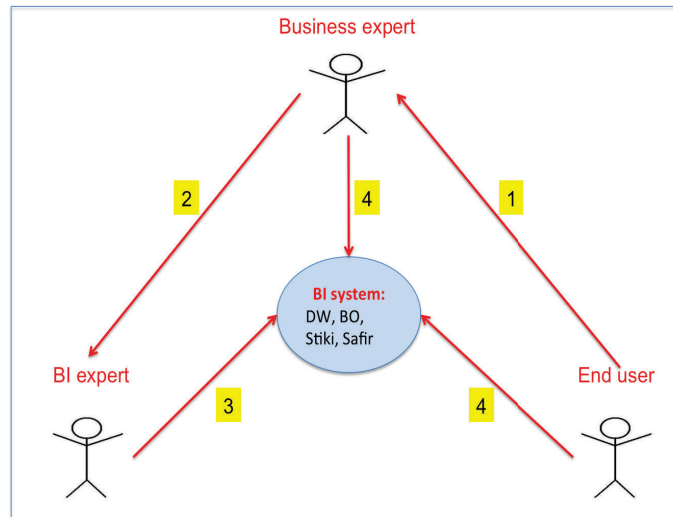 Business expert
2
4
1
BI system:
DW, BO,
Stiki, Safir
BI expert
End user
3
4